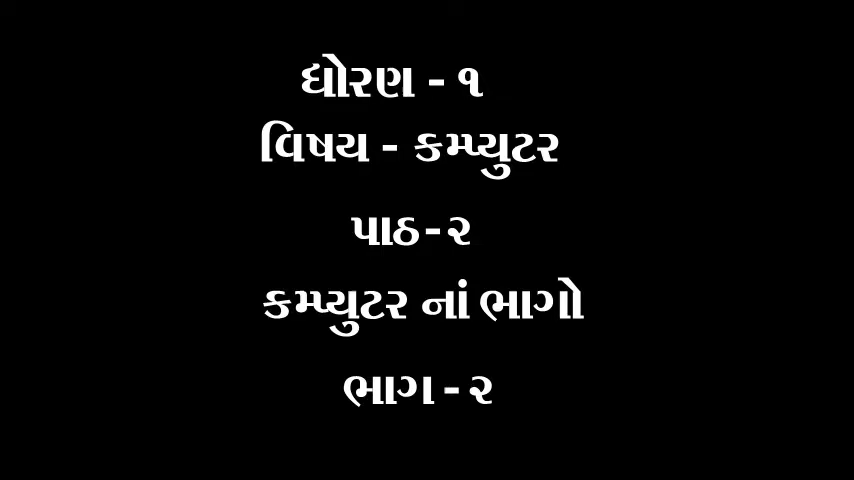 ધોરણ - ૧
વિષય - કમ્પ્યુટર
પાઠ-૨
કમ્પ્યુટર નાં ભાગો
ભાગ - ૨